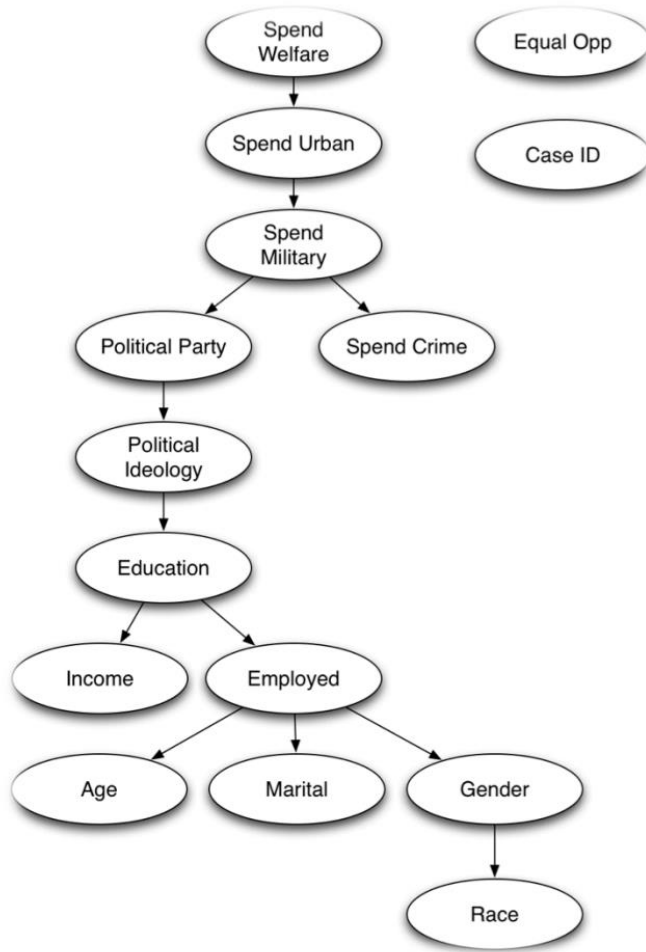 Spend
Welfare
Equal Opp
Spend Urban
Case ID
Spend
Military
Political Party
Spend Crime
Political
Ideology
Education
Income
Employed
Age
Marital
Gender
Race